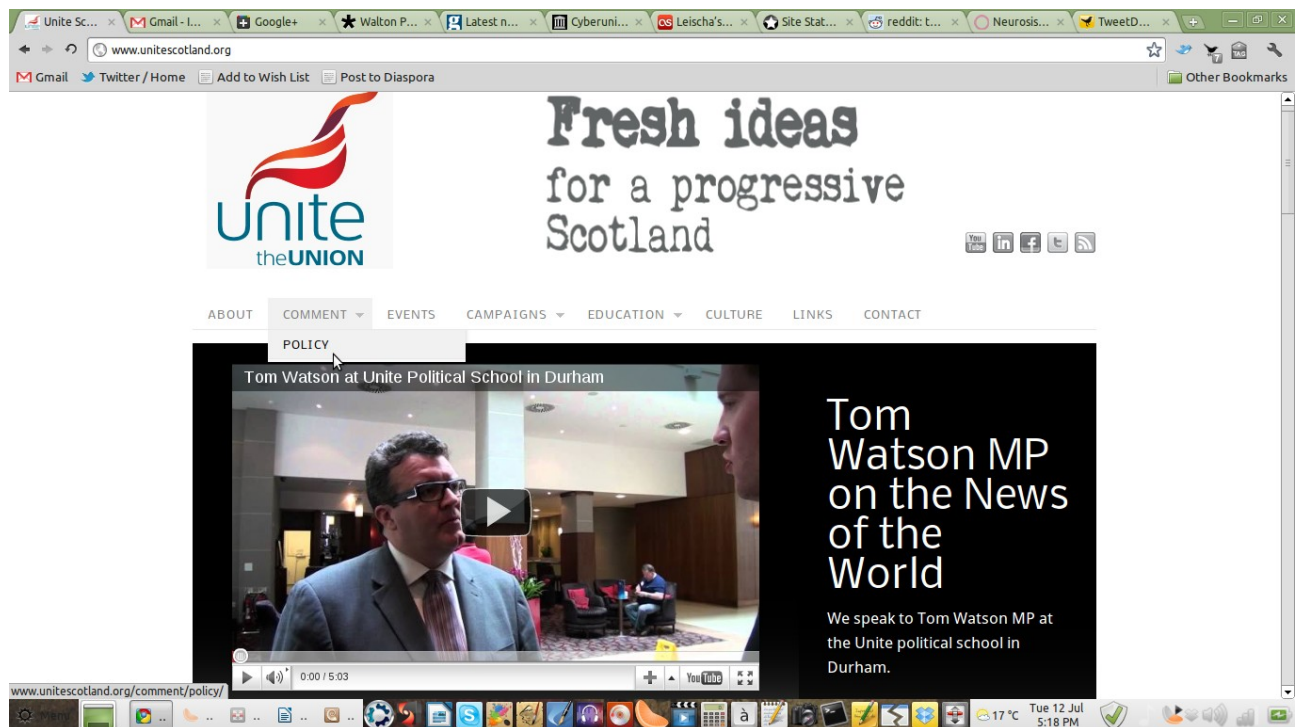 Unite Sc...
Gmail - I...
Google+
Walton P...
Latest n...
Cyberuni...
Leischa's...
Site Stat...
reddit: t...
Neurosis...
TweetD...
www.unitescotland.org
Gmail
Twitter / Home
Add to Wish List
Post to Diaspora
Other Bookmarks
Fresh ideas
for a progressive
Scotland
unite
theUNION
ABOUT COMMENT EVENTS CAMPAIGNS EDUCATION CULTURE LINKS CONTACT
POLICY
Tom Watson at Unite Political School in Durham
Tom
Watson MP
on the News
of the
World
We speak to Tom Watson MP at
the Unite political school in
Durham.
0:00 / 5:03
YouTube
www.unitescotland.org/comment/policy/
Menu
17 °C
Tue 12 Jul
5:18 PM